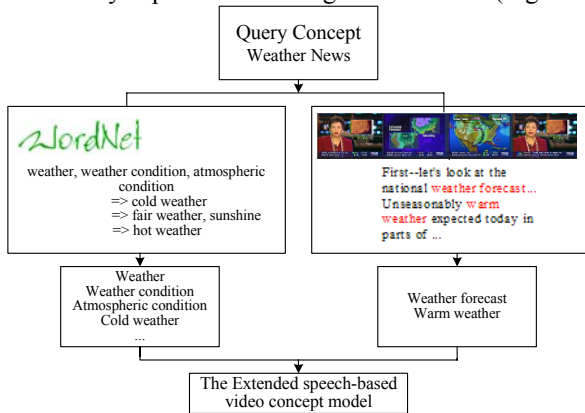 Query Concept
Weather News
WordNet
weather, weather condition, atmospheric
condition
=> cold weather
=> fair weather, sunshine
=> hot weather
First--let's look at the
national weather forecast...
Unseasonably warm
weather expected today in
parts of ...
Weather
Weather condition
Atmospheric condition
Cold weather
...
Weather forecast
Warm weather
The Extended speech-based
video concept model